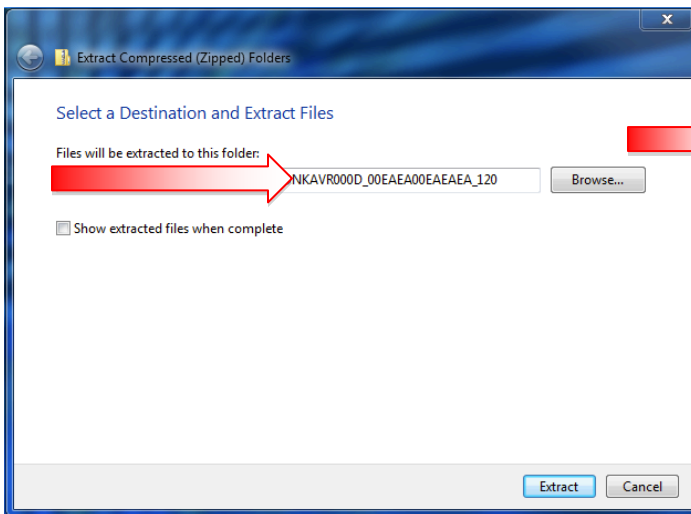 x
Extract Compressed (Zipped) Folders
Select a Destination and Extract Files
Files will be extracted to this folder:
NKAVR000D_00EAEA00EAEAEA_120
Browse...
Show extracted files when complete
Extract
Cancel